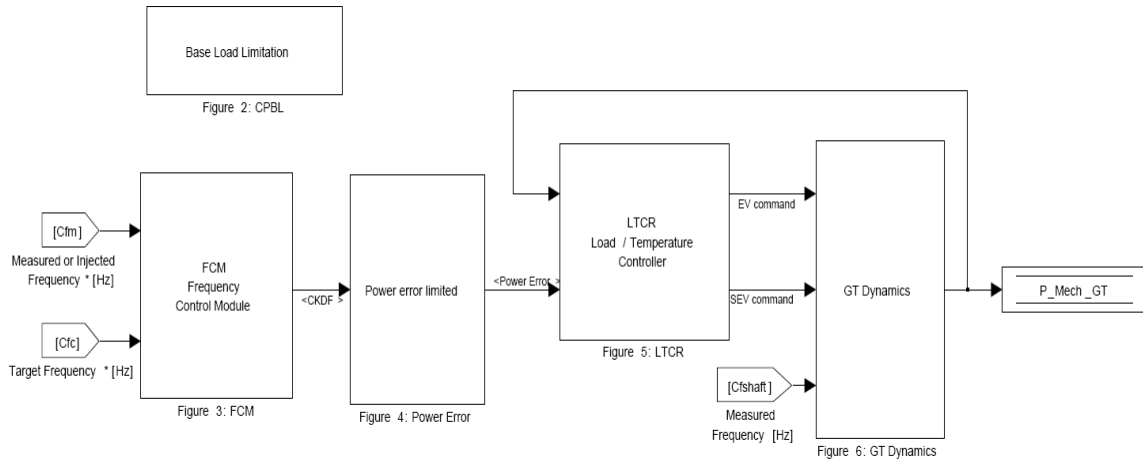 Base Load Limitation
Figure 2: CPBL
[Cfm]
Measured or Injected
Frequency * [Hz]
[Cfc]
Target Frequency * [Hz]
FCM
Frequency
Control Module
Figure 3: FCM
<CKDF >
Power error limited
Figure 4: Power Error
<Power Error >
LTCR
Load / Temperature
Controller
Figure 5: LTCR
EV command
SEV command
[Cfshaft ]
Measured
Frequency [Hz]
GT Dynamics
Figure 6: GT Dynamics
P_Mech _GT